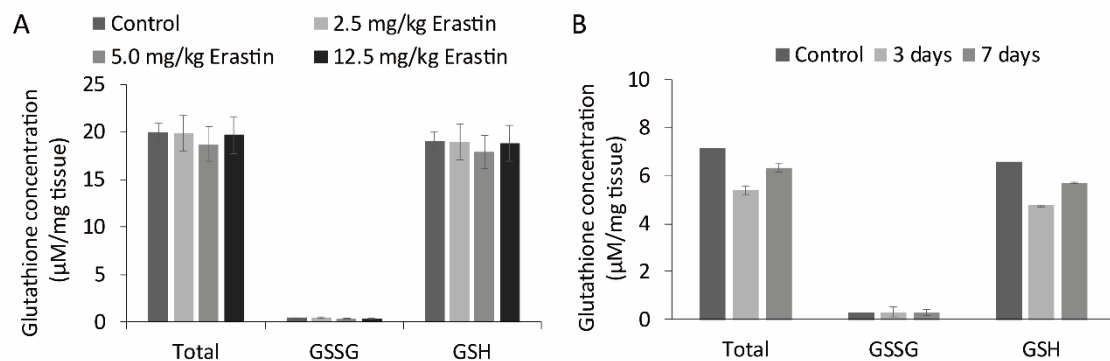 A
Control
2.5 mg/kg Erastin
5.0 mg/kg Erastin
12.5 mg/kg Erastin
Glutathione concentration
(µM/mg tissue)
25
20
15
10
5
0
Total
GSSG
GSH
B
Control
3 days
7 days
Glutathione concentration
(µM/mg tissue)
10
8
6
4
2
0
Total
GSSG
GSH